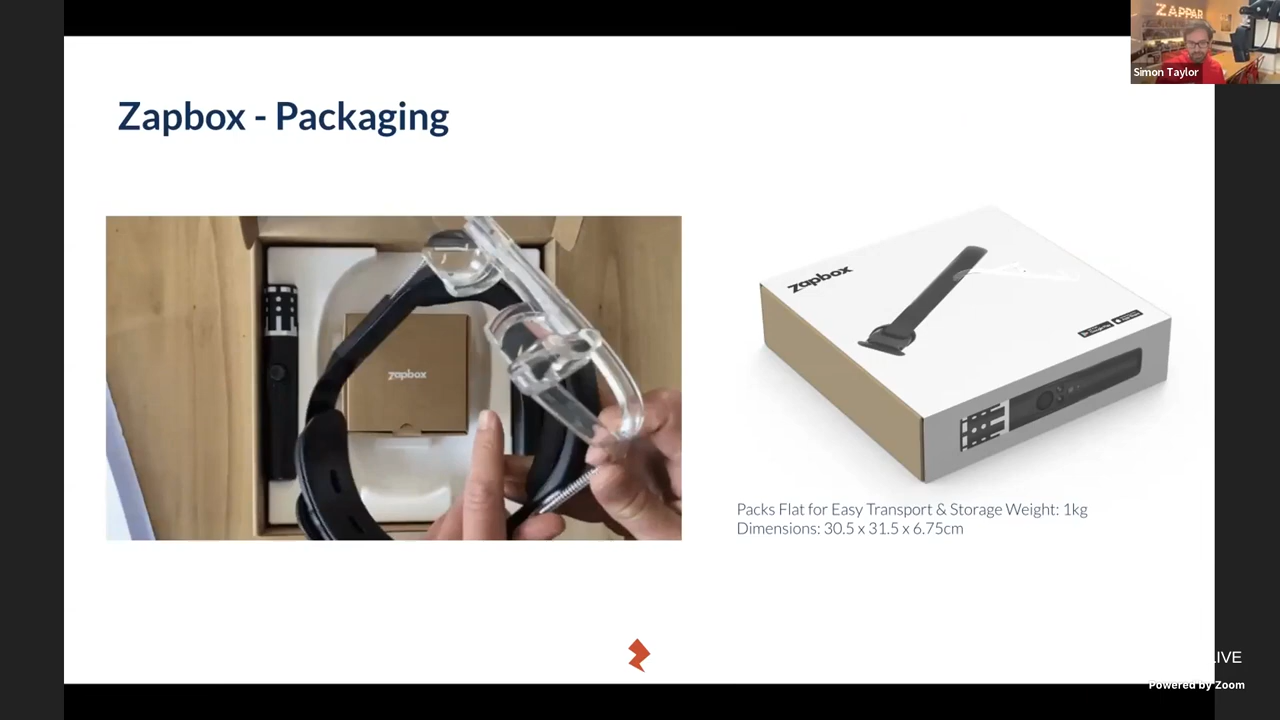 ZAPPAR
Simon Taylor
Zapbox - Packaging
zapbox
zapbox
Packs Flat for Easy Transport & Storage Weight: 1kg
Dimensions: 30.5 x 31.5 x 6.75cm
LIVE
Powered by Zoom